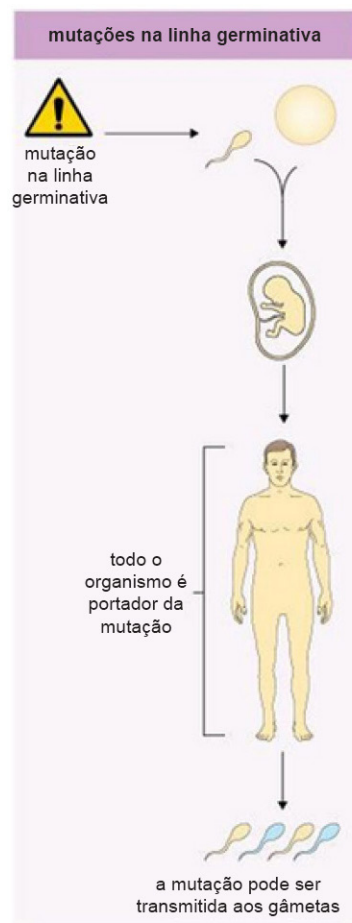 mutações na linha germinativa
mutação
na linha
germinativa
todo o
organismo é
portador da
mutação
a mutação pode ser
transmitida aos gâmetas